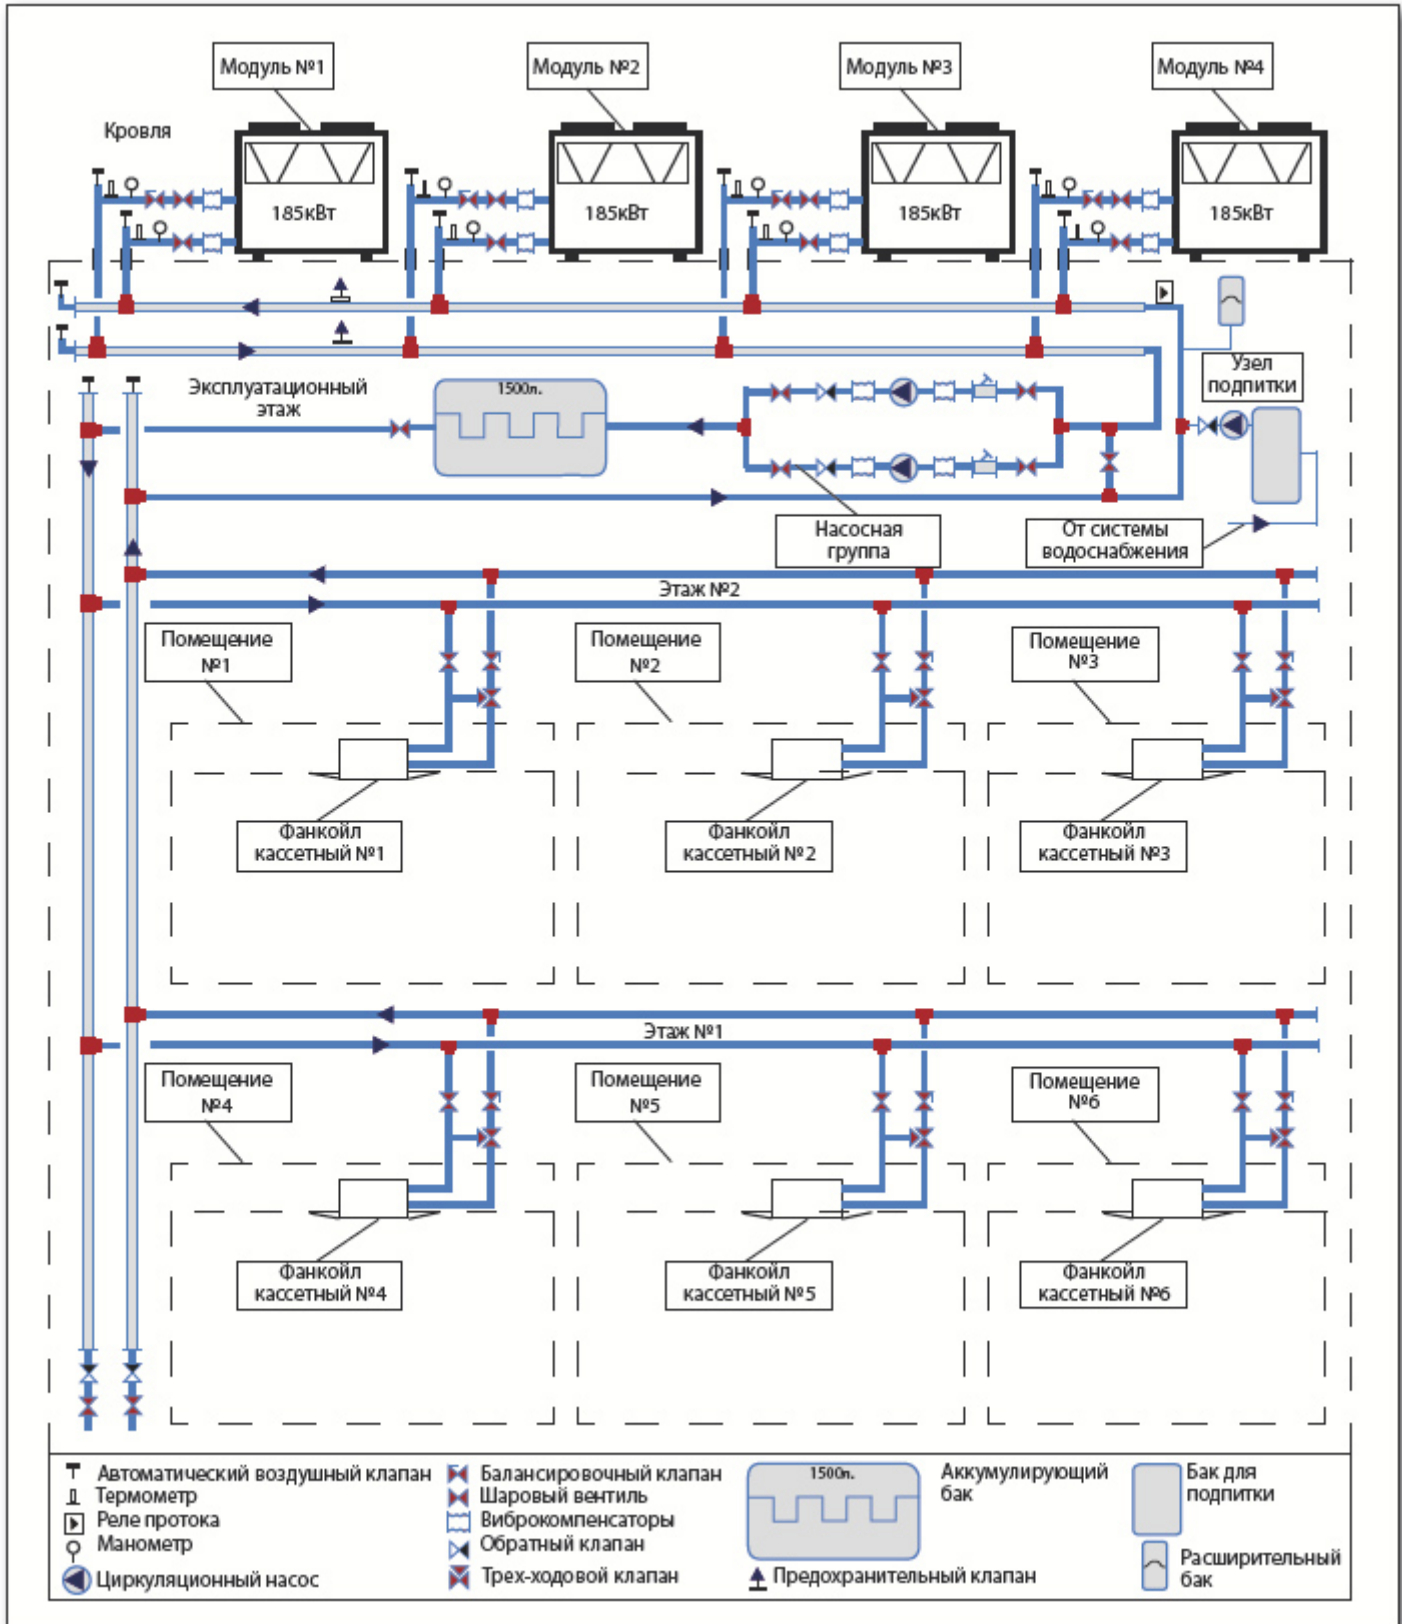 Модуль №1
Модуль №2
Модуль №3
Модуль №4
Кровля
185кВт
185кВт
185кВт
185кВт
Эксплуатационный
этаж
1500л.
Узел
подпитки
Насосная
группа
От системы
водоснабжения
Этаж №2
Помещение
№1
Помещение
№2
Помещение
№3
Фанкойл
кассетный №1
Фанкойл
кассетный №2
Фанкойл
кассетный №3
Этаж №1
Помещение
№4
Помещение
№5
Помещение
№6
Фанкойл
кассетный №4
Фанкойл
кассетный №5
Фанкойл
кассетный №6
Автоматический воздушный клапан
Термометр
Реле протока
Манометр
Циркуляционный насос
Балансировочный клапан
Шаровый вентиль
Виброкомпенсаторы
Обратный клапан
Трех-ходовой клапан
1500л.
Аккумулирующий
бак
Предохранительный клапан
Бак для
подпитки
Расширительный
бак